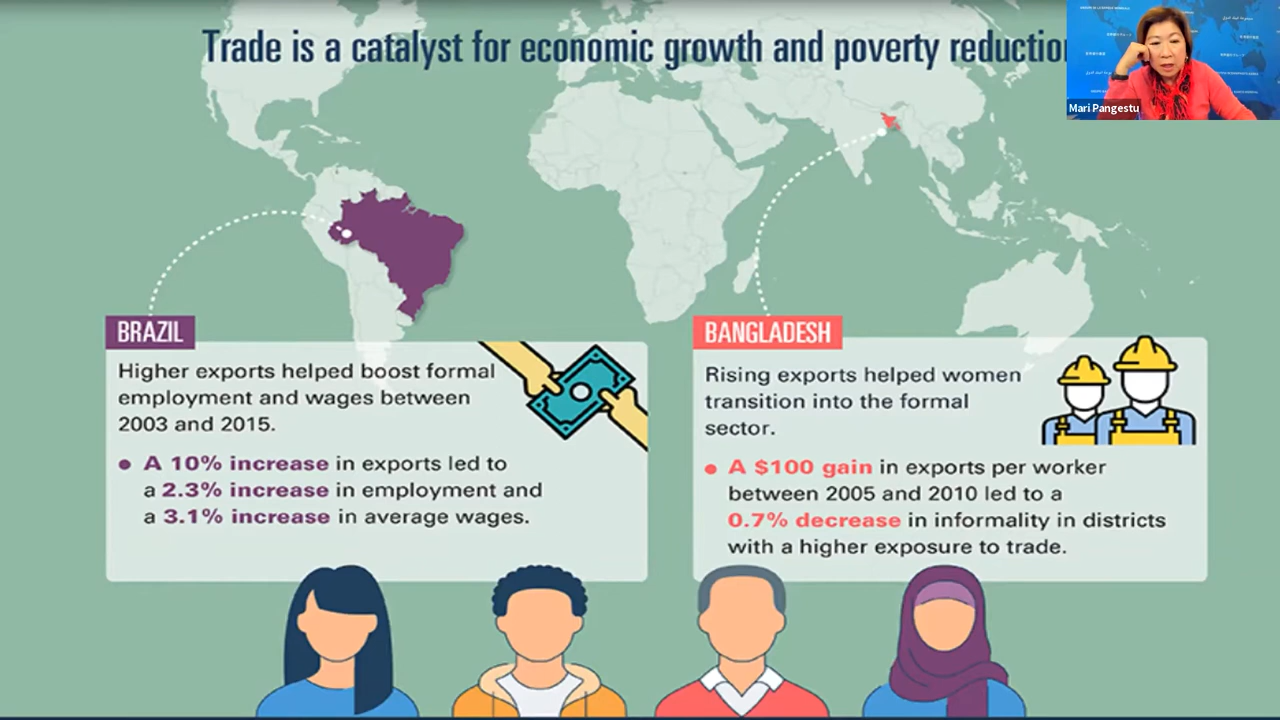 Trade is a catalyst for economic growth and poverty reduction
Mari Pangestu
BRAZIL
Higher exports helped boost formal
employment and wages between
2003 and 2015.
• A 10% increase in exports led to
a 2.3% increase in employment and
a 3.1% increase in average wages.
BANGLADESH
Rising exports helped women
transition into the formal
sector.
• A $100 gain in exports per worker
between 2005 and 2010 led to a
0.7% decrease in informality in districts
with a higher exposure to trade.